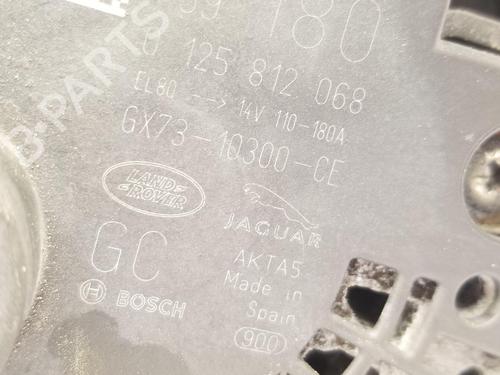 180
0 125 812 068
EL80 --> 14V 110-180A
GX73-10300-CE
LAND
ROVER
JAGUAR
GC
AKTA5
BOSCH
Made in
Spain
900
B-PARTS